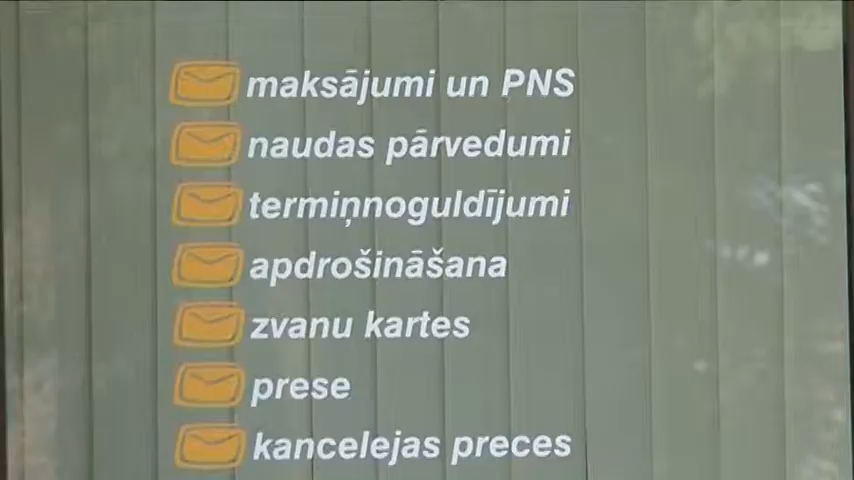 maksājumi un PNS
naudas pārvedumi
termiņnoguldījumi
apdrošināšana
zvanu kartes
prese
kancelejas preces